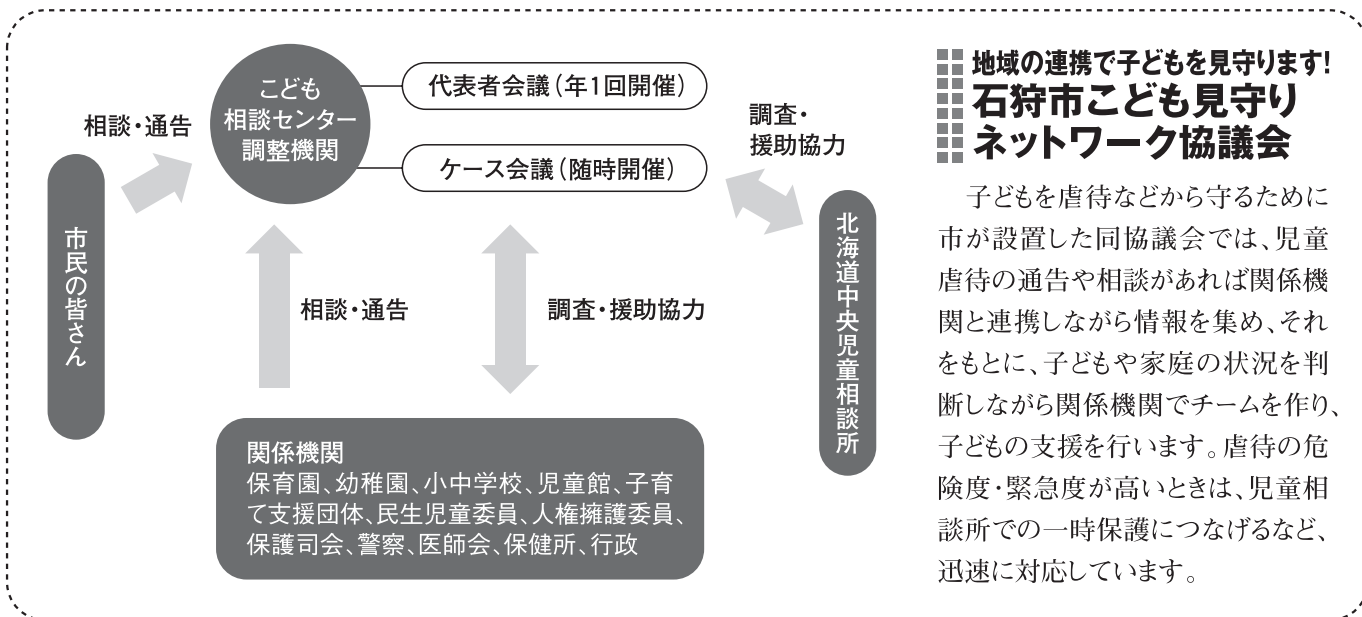 相談・通告
こども
相談センター
調整機関
代表者会議（年1回開催）
ケース会議（随時開催）
調査・
援助協力
市民の皆さん
北海道中央児童相談所
相談・通告
調査・援助協力
関係機関
保育園、幼稚園、小中学校、児童館、子育
て支援団体、民生児童委員、人権擁護委員、
保護司会、警察、医師会、保健所、行政
地域の連携で子どもを見守ります!
石狩市こども見守り
ネットワーク協議会
子どもを虐待などから守るために
市が設置した同協議会では、児童
虐待の通告や相談があれば関係機
関と連携しながら情報を集め、それ
をもとに、子どもや家庭の状況を判
断しながら関係機関でチームを作り、
子どもの支援を行います。虐待の危
険度・緊急度が高いときは、児童相
談所での一時保護につなげるなど、
迅速に対応しています。